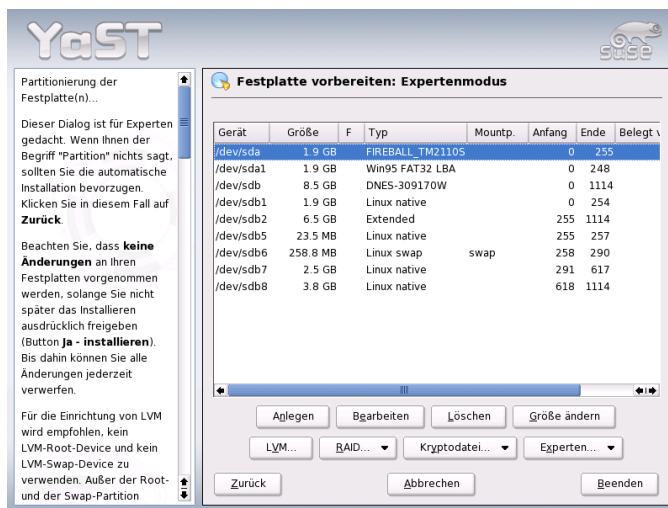 YaST
SUSE
Partitionierung der
Festplatte(n)...
Dieser Dialog ist für Experten
gedacht. Wenn Ihnen der
Begriff "Partition" nichts sagt,
sollten Sie die automatische
Installation bevorzugen.
Klicken Sie in diesem Fall auf
Zurück.
Beachten Sie, dass keine
Änderungen an Ihren
Festplatten vorgenommen
werden, solange Sie nicht
später das Installieren
ausdrücklich freigeben
(Button Ja - installieren).
Bis dahin können Sie alle
Änderungen jederzeit
verwerfen.
Für die Einrichtung von LVM
wird empfohlen, kein
LVM-Root-Device und kein
LVM-Swap-Device zu
verwenden. Außer der Root-
und der Swap-Partition
Festplatte vorbereiten: Expertenmodus
Gerät Größe F Typ Mountp. Anfang Ende Belegt v
/dev/sda 1.9 GB FIREBALL_TM2110S 0 255
/dev/sda1 1.9 GB Win95 FAT32 LBA 0 248
/dev/sdb 8.5 GB DNES-309170W 0 1114
/dev/sdb1 1.9 GB Linux native 0 254
/dev/sdb2 6.5 GB Extended 255 1114
/dev/sdb5 23.5 MB Linux native 255 257
/dev/sdb6 258.8 MB Linux swap swap 258 290
/dev/sdb7 2.5 GB Linux native 291 617
/dev/sdb8 3.8 GB Linux native 618 1114
Anlegen Bearbeiten Löschen Größe ändern
LVM... RAID... Kryptodatei... Experten...
Zurück Abbrechen Beenden